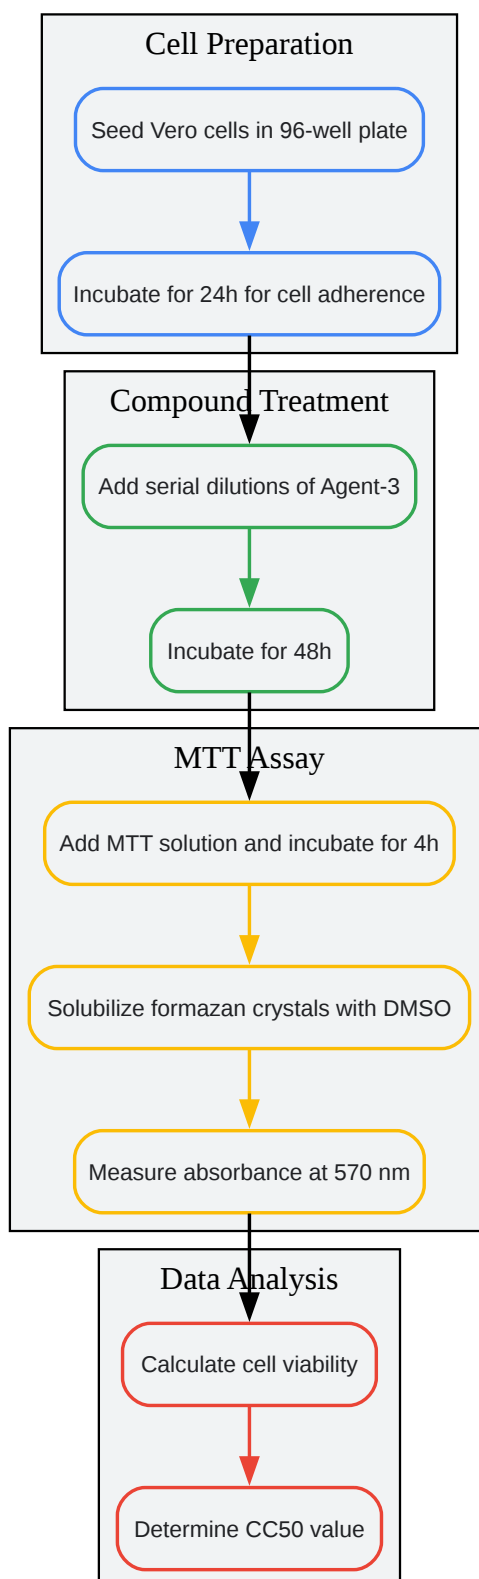 Cell Preparation
Seed Vero cells in 96-well plate
Incubate for 24h for cell adherence
Compound Treatment
Add serial dilutions of Agent-3
Incubate for 48h
MTT Assay
Add MTT solution and incubate for 4h
Solubilize formazan crystals with DMSO
Measure absorbance at 570 nm
Data Analysis
Calculate cell viability
Determine CC50 value